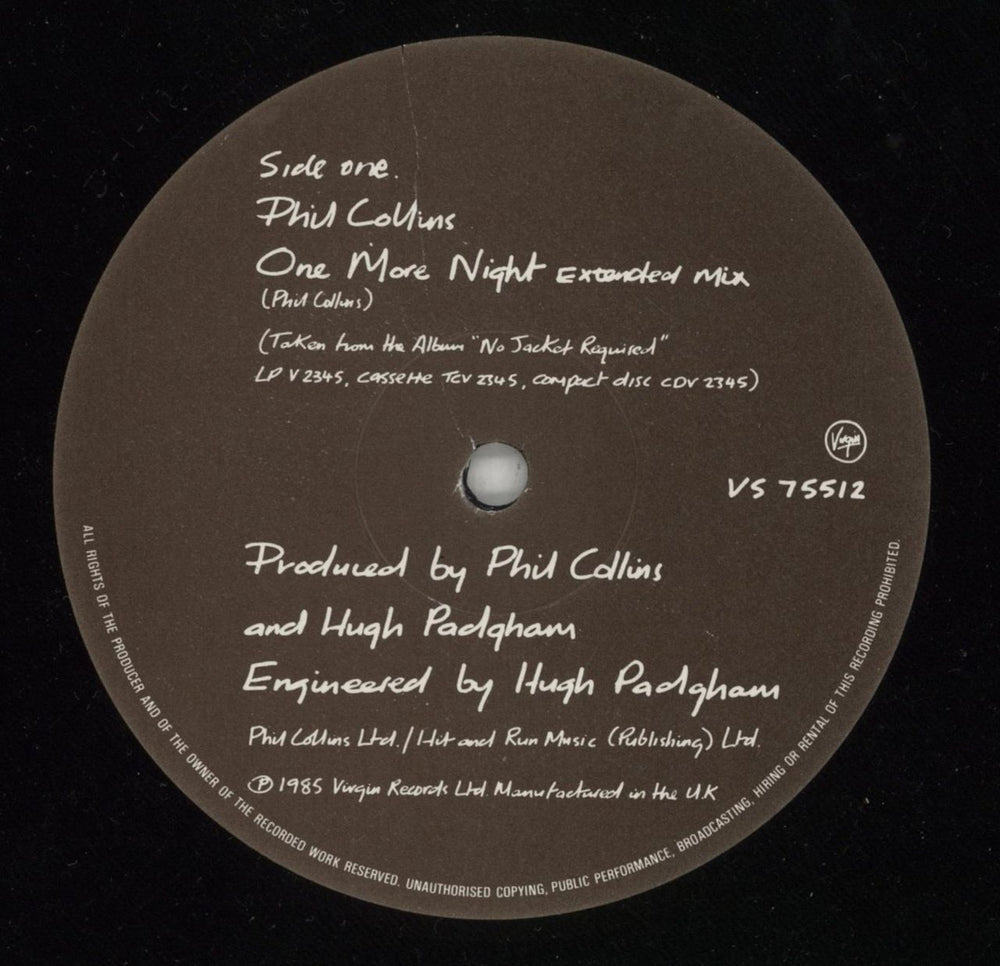 Side one.
Phil Collins
One More Night Extended Mix
(Phil Collins)
(Taken from the Album "No Jacket Required"
LP V 2345, cassette TCV 2345, compact disc CDV 2345)
Virgin
VS 75512
Produced by Phil Collins
and Hugh Padgham
Engineered by Hugh Padgham
Phil Collins Ltd./Hit and Run Music (Publishing) Ltd.
℗ 1985 Virgin Records Ltd. Manufactured in the U.K
ALL RIGHTS OF THE PRODUCER AND OF THE OWNER OF THE RECORDED WORK RESERVED. UNAUTHORISED COPYING, PUBLIC PERFORMANCE, BROADCASTING, HIRING OR RENTAL OF THIS RECORDING PROHIBITED.